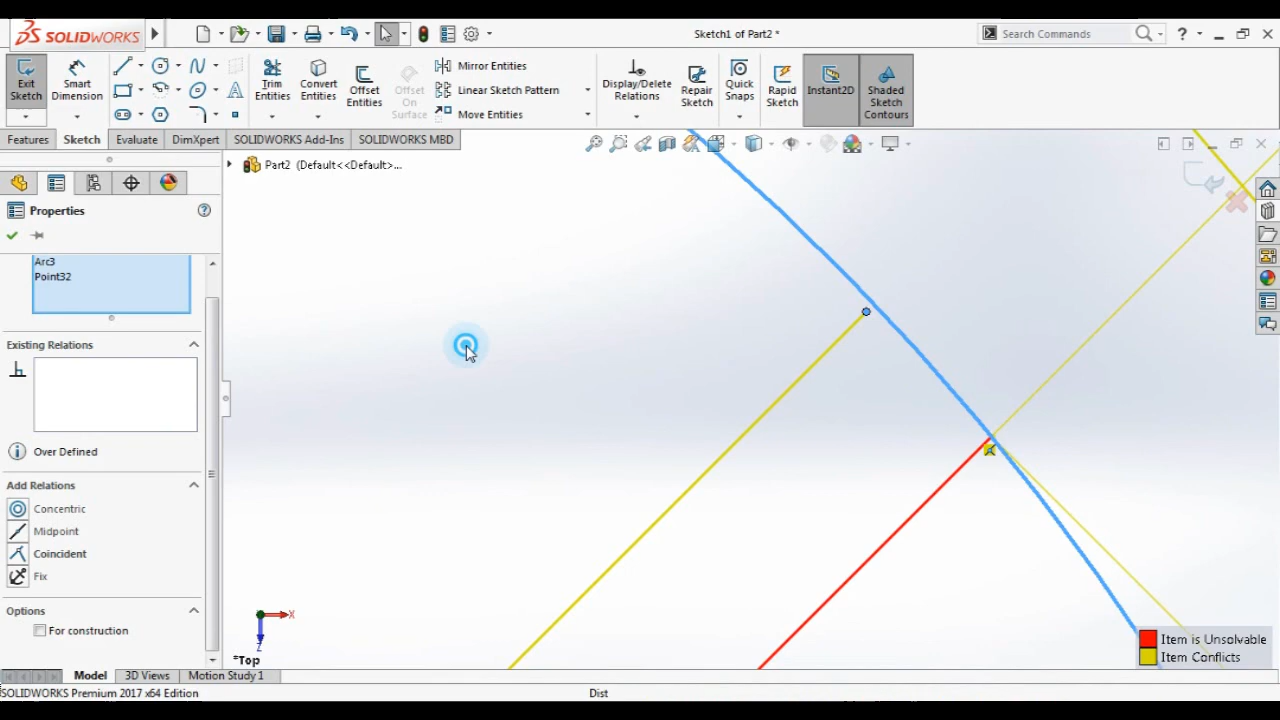 SOLIDWORKS
Sketch1 of Part2 *
Search Commands
?
Exit Sketch
Smart Dimension
Trim Entities
Convert Entities
Offset Entities
Offset On Surface
Mirror Entities
Linear Sketch Pattern
Move Entities
Display/Delete Relations
Repair Sketch
Quick Snaps
Rapid Sketch
Instant2D
Shaded Sketch Contours
A
Features
Sketch
Evaluate
DimXpert
SOLIDWORKS Add-Ins
SOLIDWORKS MBD
Part2 (Default<<Default>...
Properties
?
Arc3
Point32
Existing Relations
Over Defined
Add Relations
Concentric
Midpoint
Coincident
Fix
Options
For construction
X
Z
*Top
Item is Unsolvable
Item Conflicts
Model
3D Views
Motion Study 1
SOLIDWORKS Premium 2017 x64 Edition
Dist